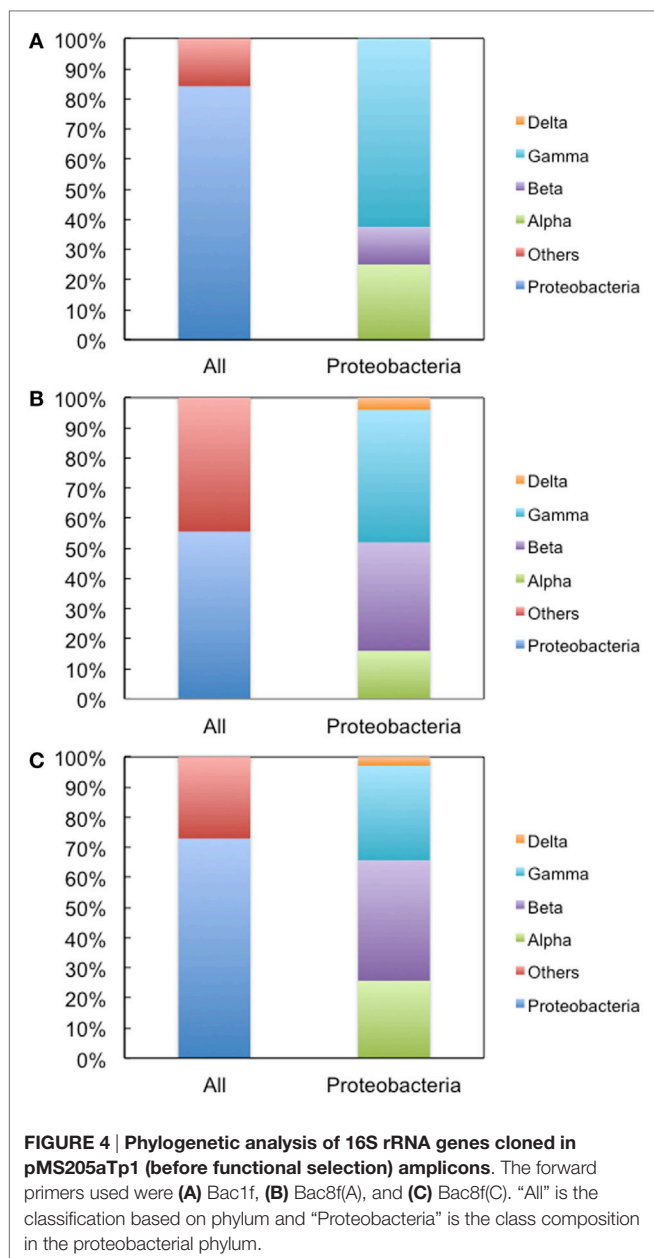 A
100%
90%
80%
70%
60%
50%
40%
30%
20%
10%
0%
All
Proteobacteria
Delta
Gamma
Beta
Alpha
Others
Proteobacteria
B
100%
90%
80%
70%
60%
50%
40%
30%
20%
10%
0%
All
Proteobacteria
Delta
Gamma
Beta
Alpha
Others
Proteobacteria
C
100%
90%
80%
70%
60%
50%
40%
30%
20%
10%
0%
All
Proteobacteria
Delta
Gamma
Beta
Alpha
Others
Proteobacteria
FIGURE 4 | Phylogenetic analysis of 16S rRNA genes cloned in
pMS205aTp1 (before functional selection) amplicons. The forward
primers used were (A) Bac1f, (B) Bac8f(A), and (C) Bac8f(C). “All” is the
classification based on phylum and “Proteobacteria” is the class composition
in the proteobacterial phylum.